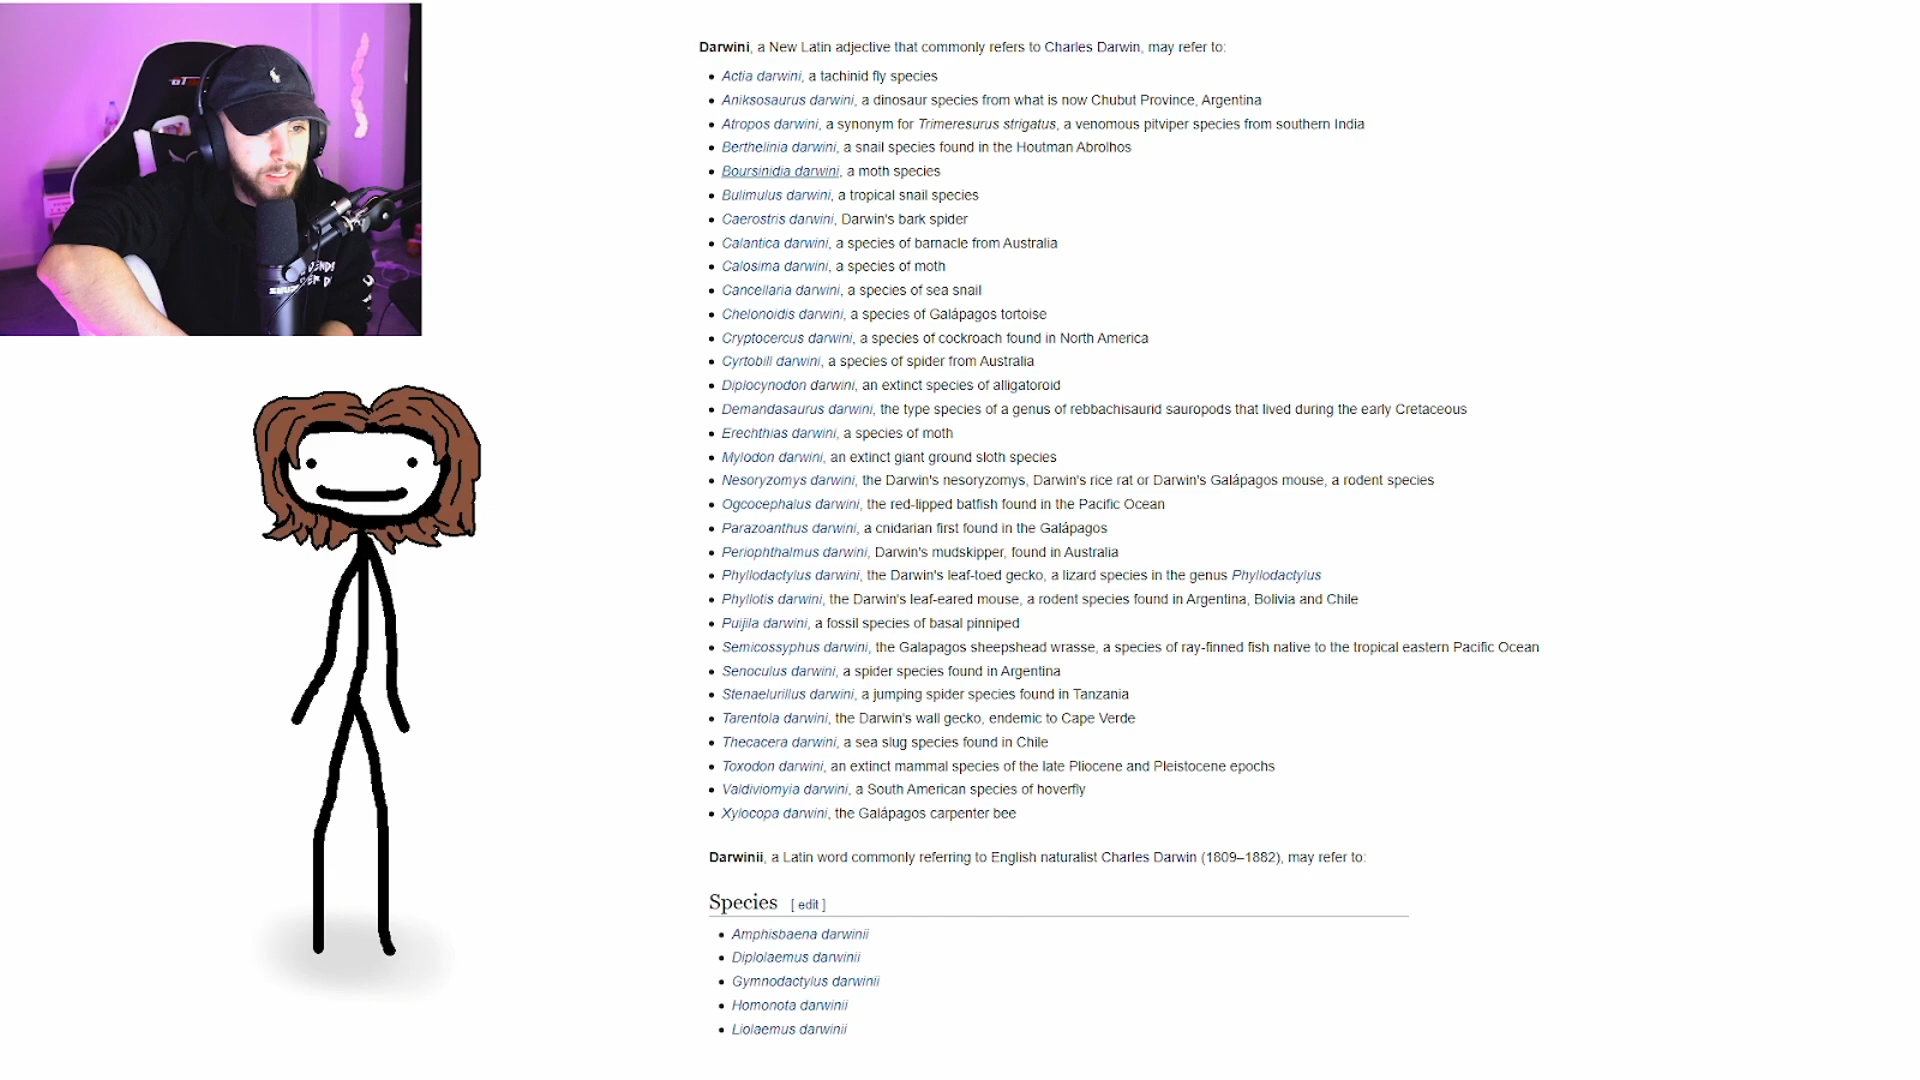 Darwini, a New Latin adjective that commonly refers to Charles Darwin, may refer to:
Actia darwini, a tachinid fly species
Aniksosaurus darwini, a dinosaur species from what is now Chubut Province, Argentina
Atropos darwini, a synonym for Trimeresurus strigatus, a venomous pitviper species from southern India
Berthelinia darwini, a snail species found in the Houtman Abrolhos
Boursinidia darwini, a moth species
Bulimulus darwini, a tropical snail species
Caerostris darwini, Darwin's bark spider
Calantica darwini, a species of barnacle from Australia
Calosima darwini, a species of moth
Cancellaria darwini, a species of sea snail
Chelonoidis darwini, a species of Galápagos tortoise
Cryptocercus darwini, a species of cockroach found in North America
Cyrtobill darwini, a species of spider from Australia
Diplocynodon darwini, an extinct species of alligatoroid
Demandasaurus darwini, the type species of a genus of rebbachisaurid sauropods that lived during the early Cretaceous
Erechthias darwini, a species of moth
Mylodon darwini, an extinct giant ground sloth species
Nesoryzomys darwini, the Darwin's nesoryzomys, Darwin's rice rat or Darwin's Galápagos mouse, a rodent species
Ogcocephalus darwini, the red-lipped batfish found in the Pacific Ocean
Parazoanthus darwini, a cnidarian first found in the Galápagos
Periophthalmus darwini, Darwin's mudskipper, found in Australia
Phyllodactylus darwini, the Darwin's leaf-toed gecko, a lizard species in the genus Phyllodactylus
Phyllotis darwini, the Darwin's leaf-eared mouse, a rodent species found in Argentina, Bolivia and Chile
Puijila darwini, a fossil species of basal pinniped
Semicossyphus darwini, the Galapagos sheepshead wrasse, a species of ray-finned fish native to the tropical eastern Pacific Ocean
Senoculus darwini, a spider species found in Argentina
Stenaelurillus darwini, a jumping spider species found in Tanzania
Tarentola darwini, the Darwin's wall gecko, endemic to Cape Verde
Thecacera darwini, a sea slug species found in Chile
Toxodon darwini, an extinct mammal species of the late Pliocene and Pleistocene epochs
Valdiviomyia darwini, a South American species of hoverfly
Xylocopa darwini, the Galápagos carpenter bee
Darwinii, a Latin word commonly referring to English naturalist Charles Darwin (1809–1882), may refer to:
Species [ edit ]
Amphisbaena darwinii
Diplolaemus darwinii
Gymnodactylus darwinii
Homonota darwinii
Liolaemus darwinii